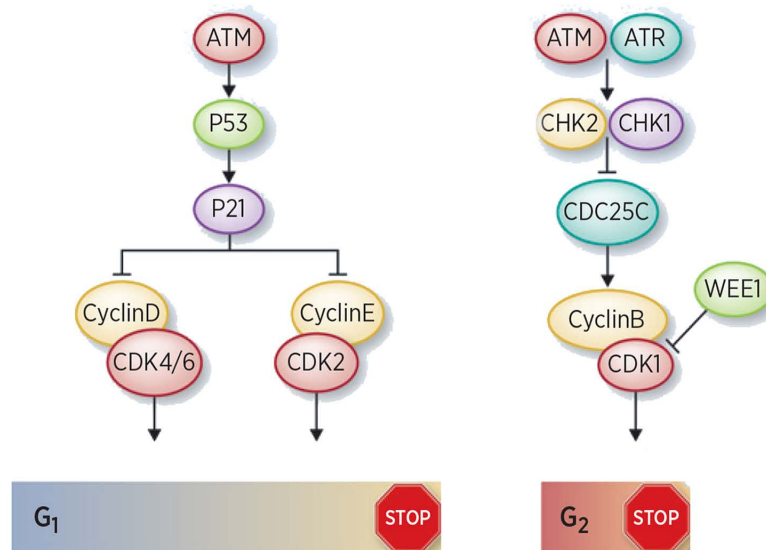 ATM
P53
P21
CyclinD
CDK4/6
CyclinE
CDK2
G₁
STOP
ATM ATR
CHK2 CHK1
CDC25C
WEE1
CyclinB
CDK1
G₂
STOP